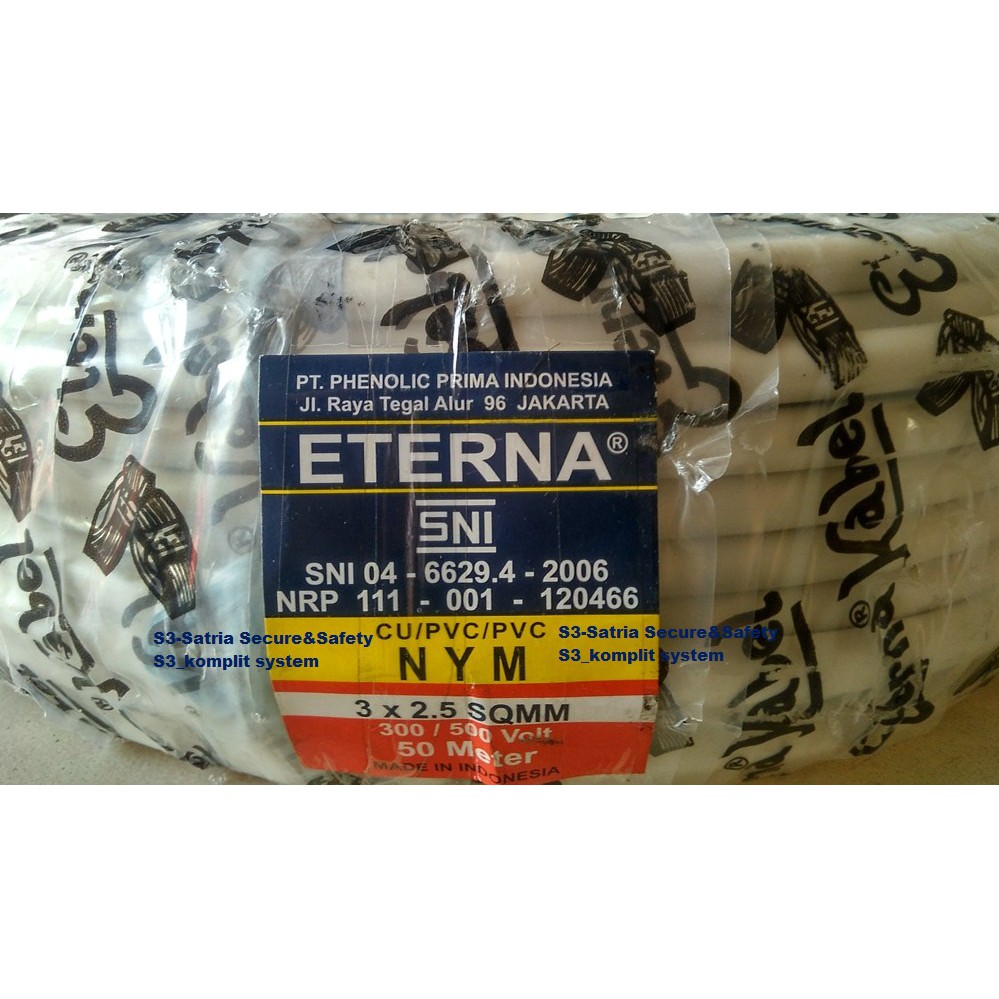 PT. PHENOLIC PRIMA INDONESIA
Jl. Raya Tegal Alur 96 JAKARTA
ETERNA®
SNI
SNI 04 - 6629.4 - 2006
NRP 111 - 001 - 120466
CU/PVC/PVC
N Y M
S3-Satria Secure&Safety
S3_komplit system
S3-Satria Secure&Safety
S3_komplit system
3 x 2.5 SQMM
300 / 500 Volt
50 Meter
MADE IN INDONESIA
Kabel
Eterna® Kabel